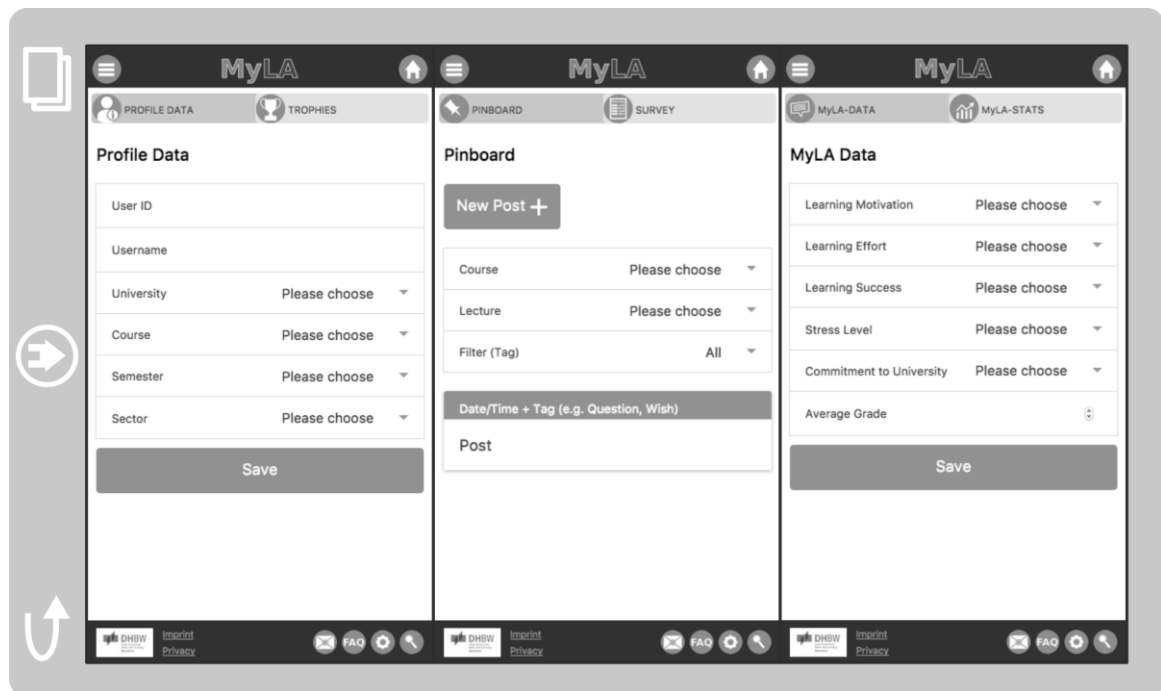 MyLA
PROFILE DATA TROPHIES
Profile Data
User ID
Username
University Please choose
Course Please choose
Semester Please choose
Sector Please choose
Save
DHBW
Imprint
Privacy
FAQ
MyLA
PINBOARD SURVEY
Pinboard
New Post +
Course Please choose
Lecture Please choose
Filter (Tag) All
Date/Time + Tag (e.g. Question, Wish)
Post
DHBW
Imprint
Privacy
FAQ
MyLA
MyLA-DATA MyLA-STATS
MyLA Data
Learning Motivation Please choose
Learning Effort Please choose
Learning Success Please choose
Stress Level Please choose
Commitment to University Please choose
Average Grade
Save
DHBW
Imprint
Privacy
FAQ